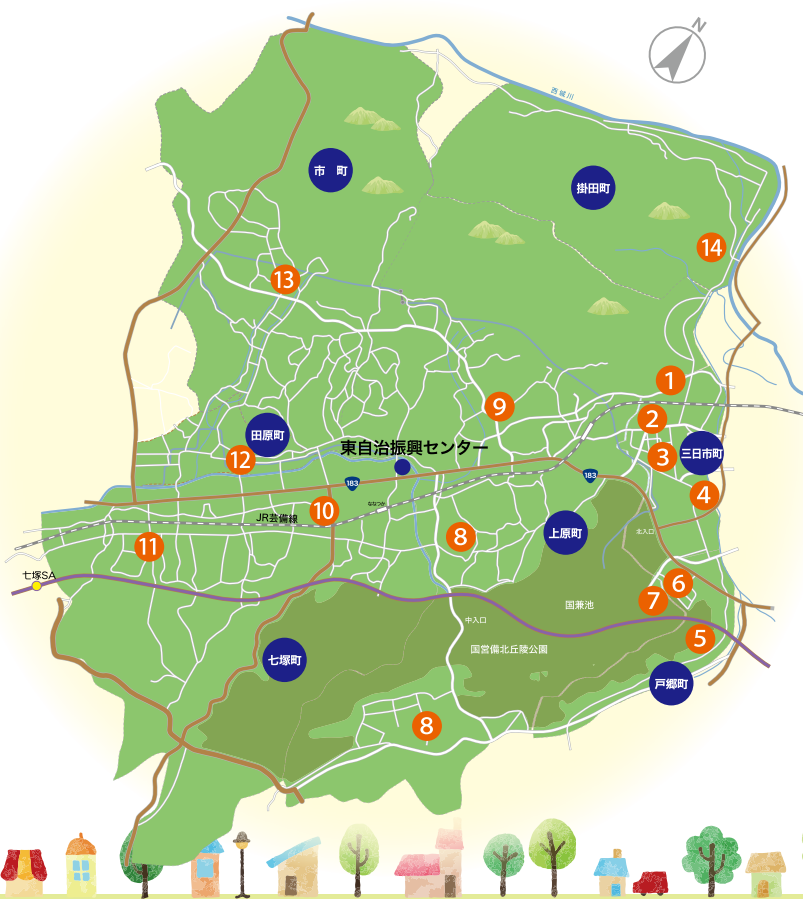 N
西城川
市 町
掛田町
14
13
1
9
2
田原町
東自治振興センター
三日市町
12
3
183
183
4
10
ななつか
JR芸備線
8
上原町
北入口
11
七塚SA
6
7
国兼池
中入口
5
国営備北丘陵公園
七塚町
戸郷町
8